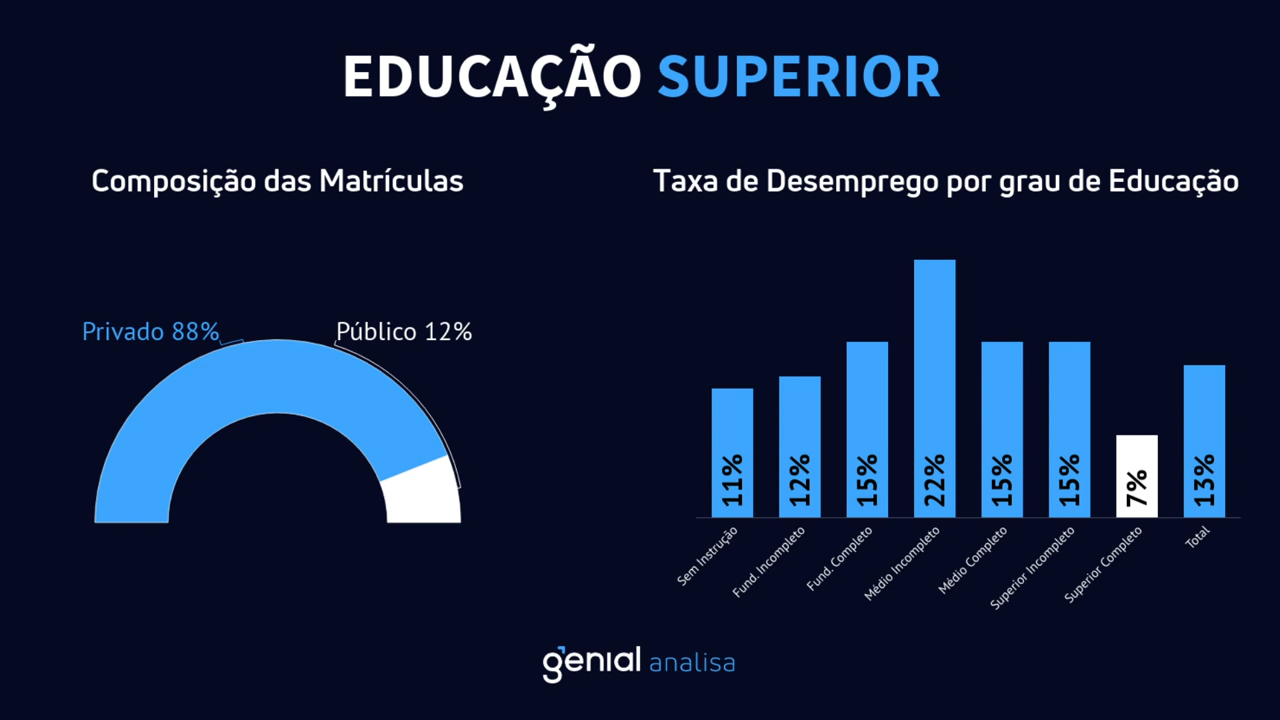 EDUCAÇÃO SUPERIOR
Composição das Matrículas
Privado 88%
Público 12%
Taxa de Desemprego por grau de Educação
11%
12%
15%
22%
15%
15%
7%
13%
Sem Instrução
Fund. Incompleto
Fund. Completo
Médio Incompleto
Médio Completo
Superior Incompleto
Superior Completo
Total
genial analisa